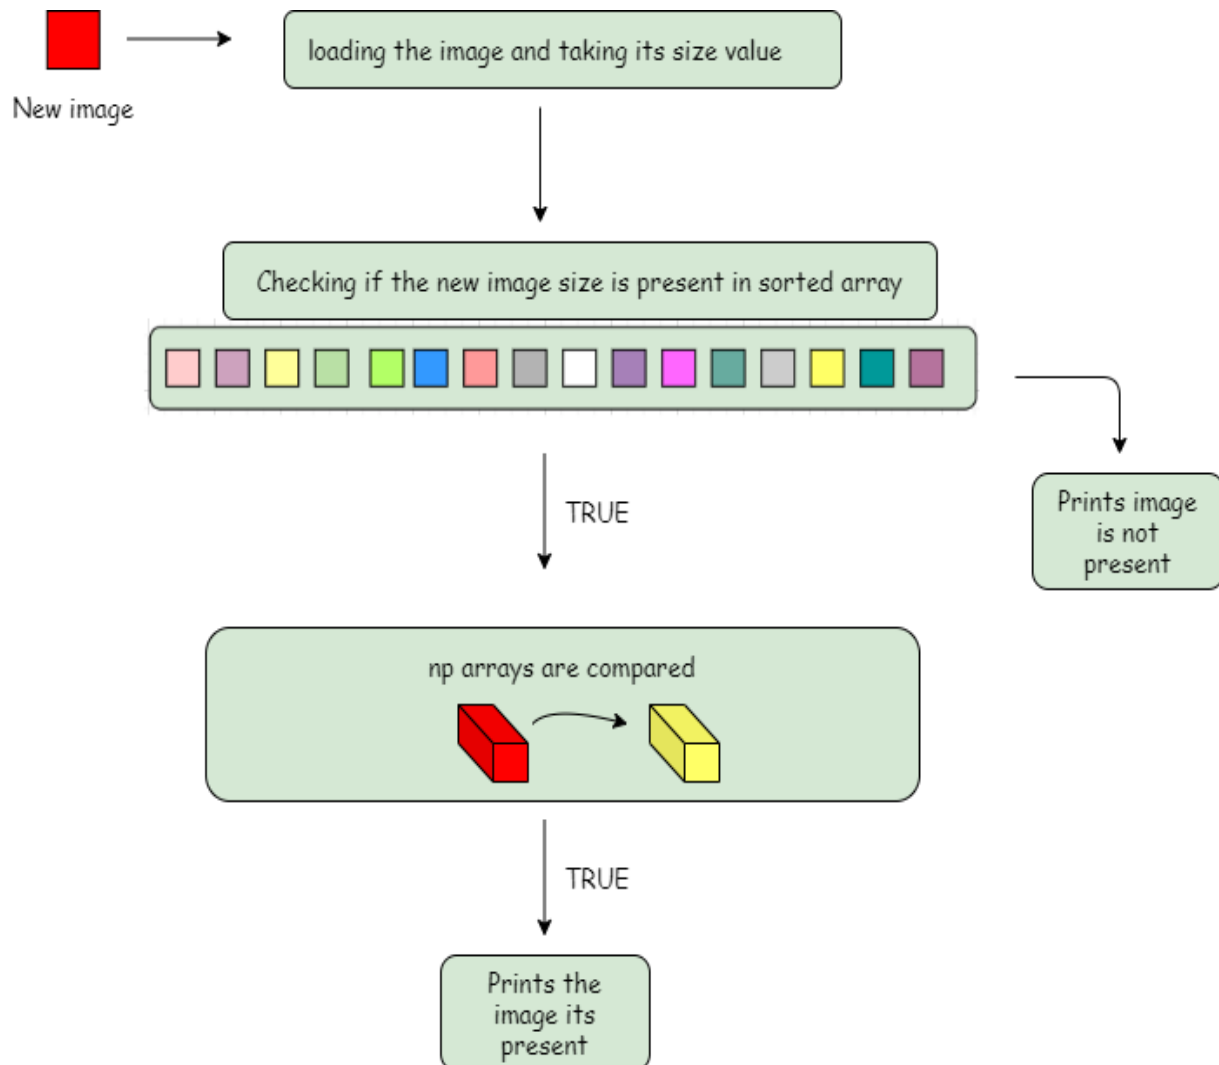 loading the image and taking its size value
New image
Checking if the new image size is present in sorted array
TRUE
Prints image
is not
present
np arrays are compared
TRUE
Prints the
image its
present